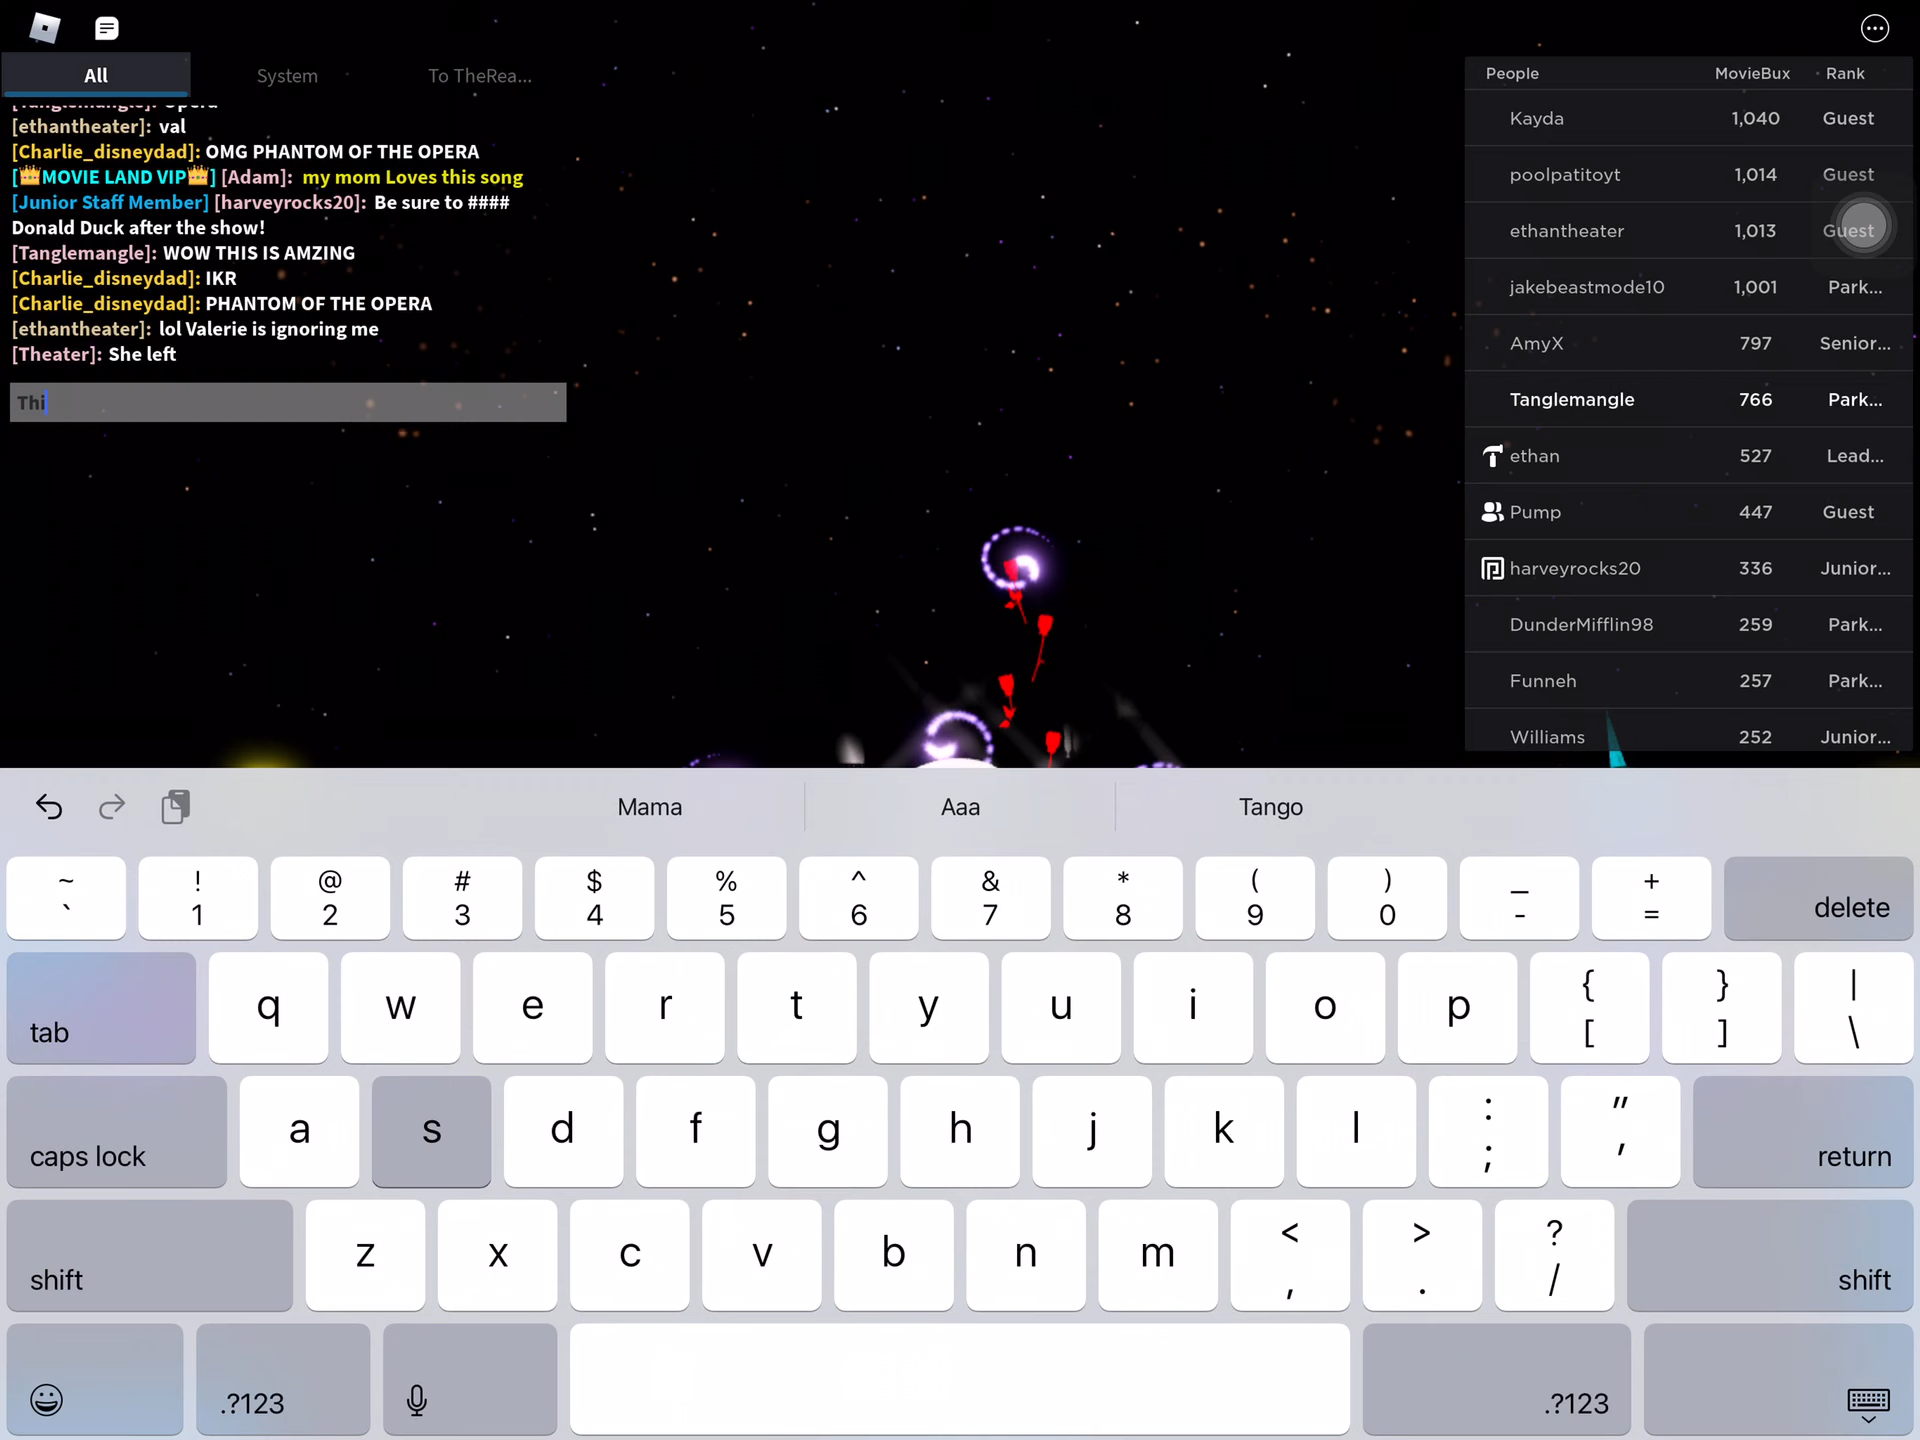 All System To TheRea...
[Tanglemangle]: Opera
[ethantheater]: val
[Charlie_disneydad]: OMG PHANTOM OF THE OPERA
[👑MOVIE LAND VIP👑] [Adam]: my mom Loves this song
[Junior Staff Member] [harveyrocks20]: Be sure to ####
Donald Duck after the show!
[Tanglemangle]: WOW THIS IS AMZING
[Charlie_disneydad]: IKR
[Charlie_disneydad]: PHANTOM OF THE OPERA
[ethantheater]: lol Valerie is ignoring me
[Theater]: She left
Thi
People MovieBux Rank
Kayda 1,040 Guest
poolpatitoyt 1,014 Guest
ethantheater 1,013 Guest
jakebeastmode10 1,001 Park...
AmyX 797 Senior...
Tanglemangle 766 Park...
ethan 527 Lead...
Pump 447 Guest
harveyrocks20 336 Junior...
DunderMifflin98 259 Park...
Funneh 257 Park...
Williams 252 Junior...
Mama Aaa Tango
~ ! @ # $ % ^ & * ( ) _ +
` 1 2 3 4 5 6 7 8 9 0 - = delete
tab q w e r t y u i o p { [ } ] | \
caps lock a s d f g h j k l : ; " ' return
shift z x c v b n m < , > . ? / shift
.?123 .?123